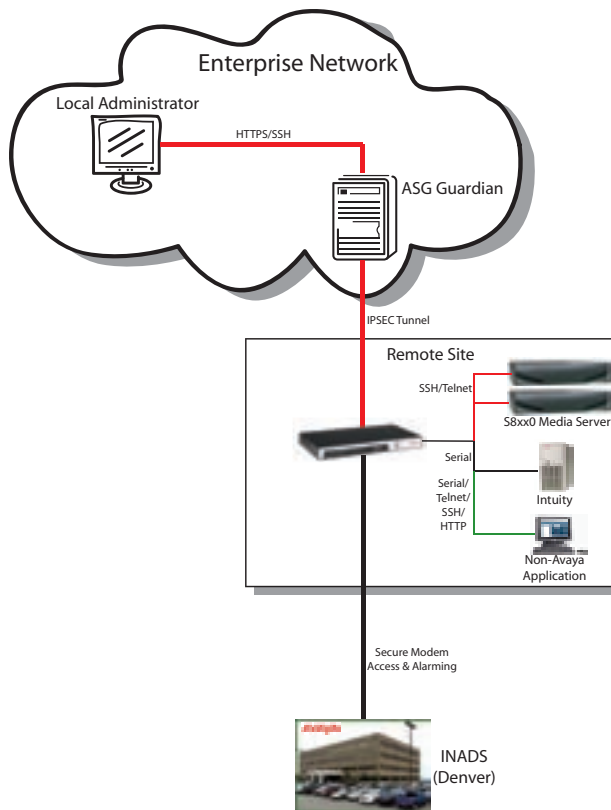 Enterprise Network
Local Administrator
HTTPS/SSH
ASG Guardian
IPSEC Tunnel
Remote Site
SSH/Telnet
S8xx0 Media Server
Serial
Intuity
Serial/
Telnet/
SSH/
HTTP
Non-Avaya
Application
Secure Modem
Access & Alarming
INADS
(Denver)